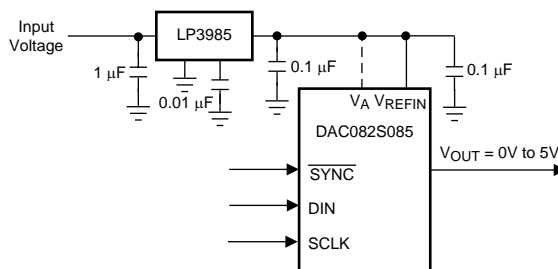 Input
Voltage
LP3985
1 μF
0.01 μF
0.1 μF
0.1 μF
VA VREFIN
DAC082S085
SYNC
DIN
SCLK
VOUT = 0V to 5V